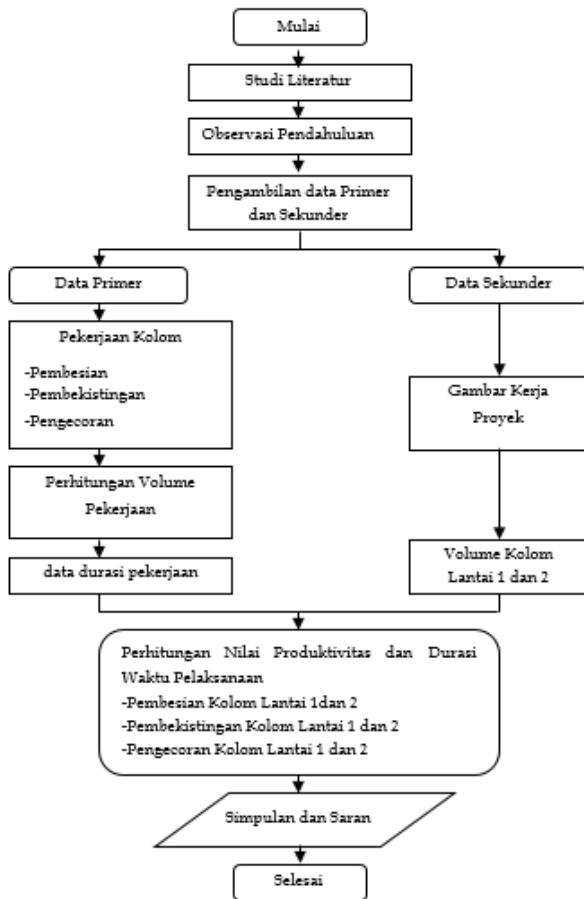 Mulai
Studi Literatur
Observasi Pendahuluan
Pengambilan data Primer
dan Sekunder
Data Primer
Data Sekunder
Pekerjaan Kolom
-Pembesian
-Pembekistingan
-Pengecoran
Gambar Kerja
Proyek
Perhitungan Volume
Pekerjaan
data durasi pekerjaan
Volume Kolom
Lantai 1 dan 2
Perhitungan Nilai Produktivitas dan Durasi
Waktu Pelaksanaan
-Pembesian Kolom Lantai 1dan 2
-Pembekistingan Kolom Lantai 1 dan 2
-Pengecoran Kolom Lantai 1 dan 2
Simpulan dan Saran
Selesai